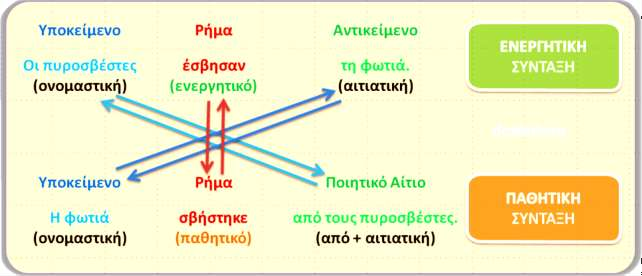 Υποκείμενο Ρήμα Αντικείμενο
Οι πυροσβέστες έσβησαν τη φωτιά.
(ονομαστική) (ενεργητικό) (αιτιατική)
ΕΝΕΡΓΗΤΙΚΗ
ΣΥΝΤΑΞΗ
Υποκείμενο Ρήμα Ποιητικό Αίτιο
Η φωτιά σβήστηκε από τους πυροσβέστες.
(ονομαστική) (παθητικό) (από + αιτιατική)
ΠΑΘΗΤΙΚΗ
ΣΥΝΤΑΞΗ